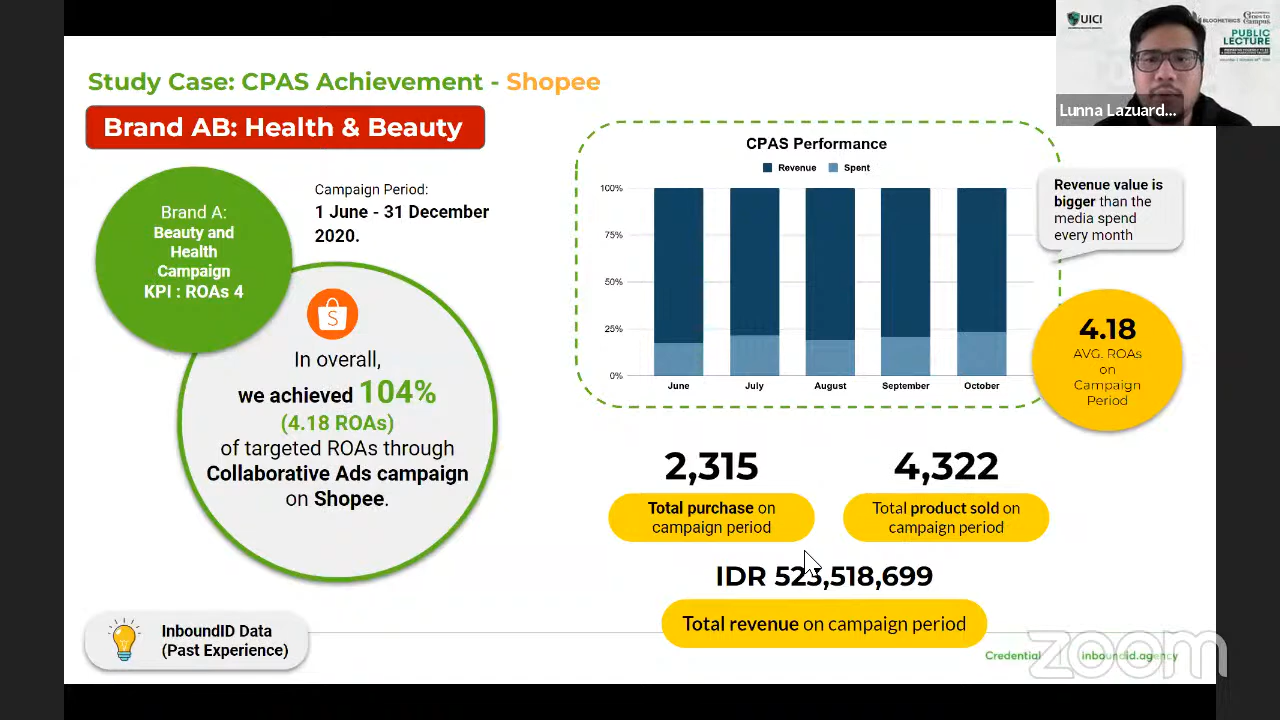 Study Case: CPAS Achievement - Shopee
Brand AB: Health & Beauty
Brand A:
Beauty and
Health
Campaign
KPI : ROAs 4
Campaign Period:
1 June - 31 December
2020.
In overall,
we achieved 104%
(4.18 ROAs)
of targeted ROAs through
Collaborative Ads campaign
on Shopee.
InboundID Data
(Past Experience)
CPAS Performance
Revenue Spent
100%
75%
50%
25%
0%
June July August September October
Revenue value is
bigger than the
media spend
every month
4.18
AVG. ROAs
on
Campaign
Period
2,315
Total purchase on
campaign period
4,322
Total product sold on
campaign period
IDR 523,518,699
Total revenue on campaign period
Credential
inboundid.agency
zoom
UICI
BLOOMETRICS
Goes to
Campus
PUBLIC
LECTURE
Lunna Lazuard...